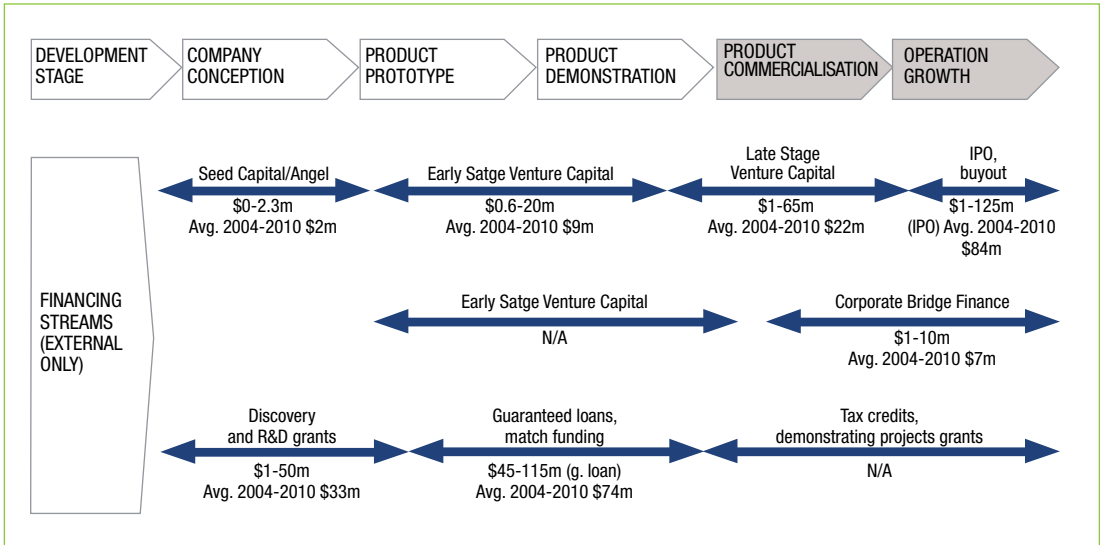 DEVELOPMENT
STAGE
COMPANY
CONCEPTION
PRODUCT
PROTOTYPE
PRODUCT
DEMONSTRATION
PRODUCT
COMMERCIALISATION
OPERATION
GROWTH
FINANCING
STREAMS
(EXTERNAL
ONLY)
Seed Capital/Angel
$0-2.3m
Avg. 2004-2010 $2m
Early Satge Venture Capital
$0.6-20m
Avg. 2004-2010 $9m
Late Stage
Venture Capital
$1-65m
Avg. 2004-2010 $22m
IPO,
buyout
$1-125m
(IPO) Avg. 2004-2010
$84m
Early Satge Venture Capital
N/A
Corporate Bridge Finance
$1-10m
Avg. 2004-2010 $7m
Discovery
and R&D grants
$1-50m
Avg. 2004-2010 $33m
Guaranteed loans,
match funding
$45-115m (g. loan)
Avg. 2004-2010 $74m
Tax credits,
demonstrating projects grants
N/A